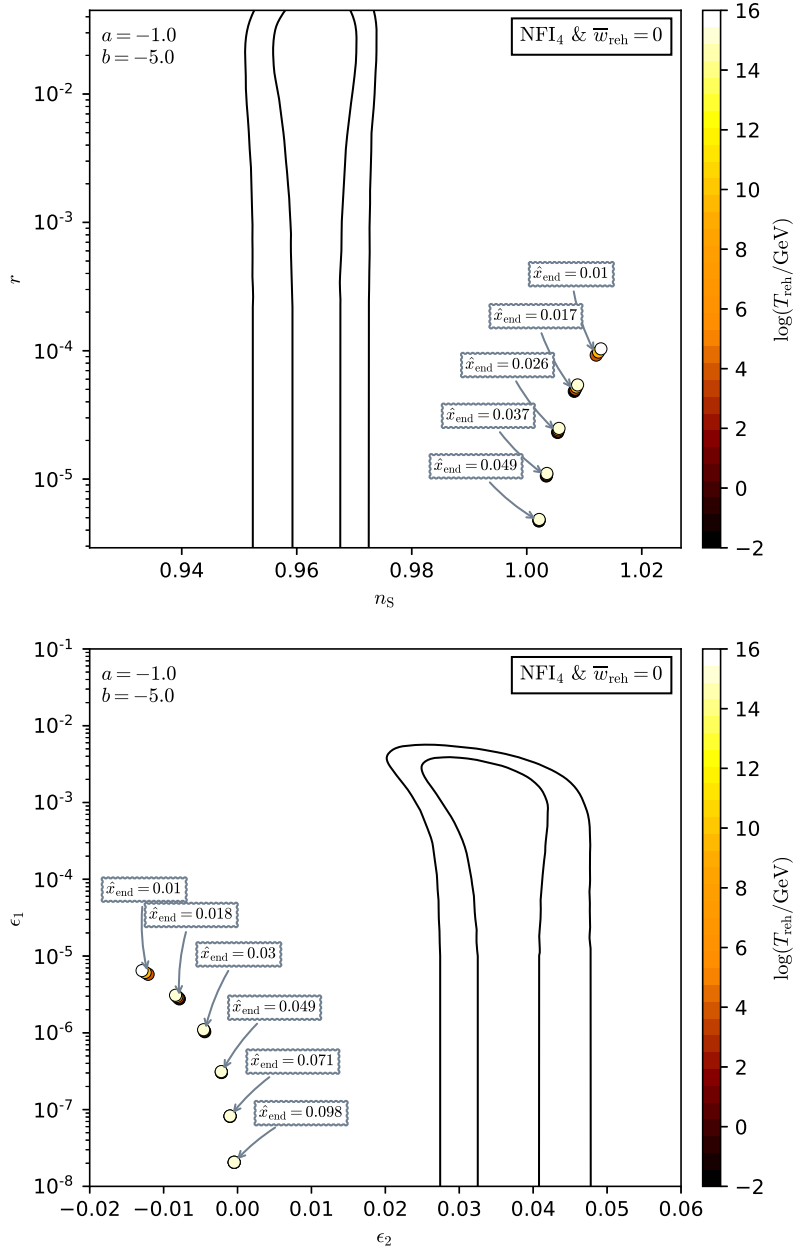 a = −1.0
b = −5.0
NFI₄ & w̅_reh = 0
10⁻²
10⁻³
10⁻⁴
10⁻⁵
r
x̂_end = 0.01
x̂_end = 0.017
x̂_end = 0.026
x̂_end = 0.037
x̂_end = 0.049
0.94 0.96 0.98 1.00 1.02
n_S
16
14
12
10
8
6
4
2
0
−2
log(T_reh/GeV)
a = −1.0
b = −5.0
NFI₄ & w̅_reh = 0
10⁻¹
10⁻²
10⁻³
10⁻⁴
10⁻⁵
10⁻⁶
10⁻⁷
10⁻⁸
ϵ₁
x̂_end = 0.01
x̂_end = 0.018
x̂_end = 0.03
x̂_end = 0.049
x̂_end = 0.071
x̂_end = 0.098
−0.02 −0.01 0.00 0.01 0.02 0.03 0.04 0.05 0.06
ϵ₂
16
14
12
10
8
6
4
2
0
−2
log(T_reh/GeV)